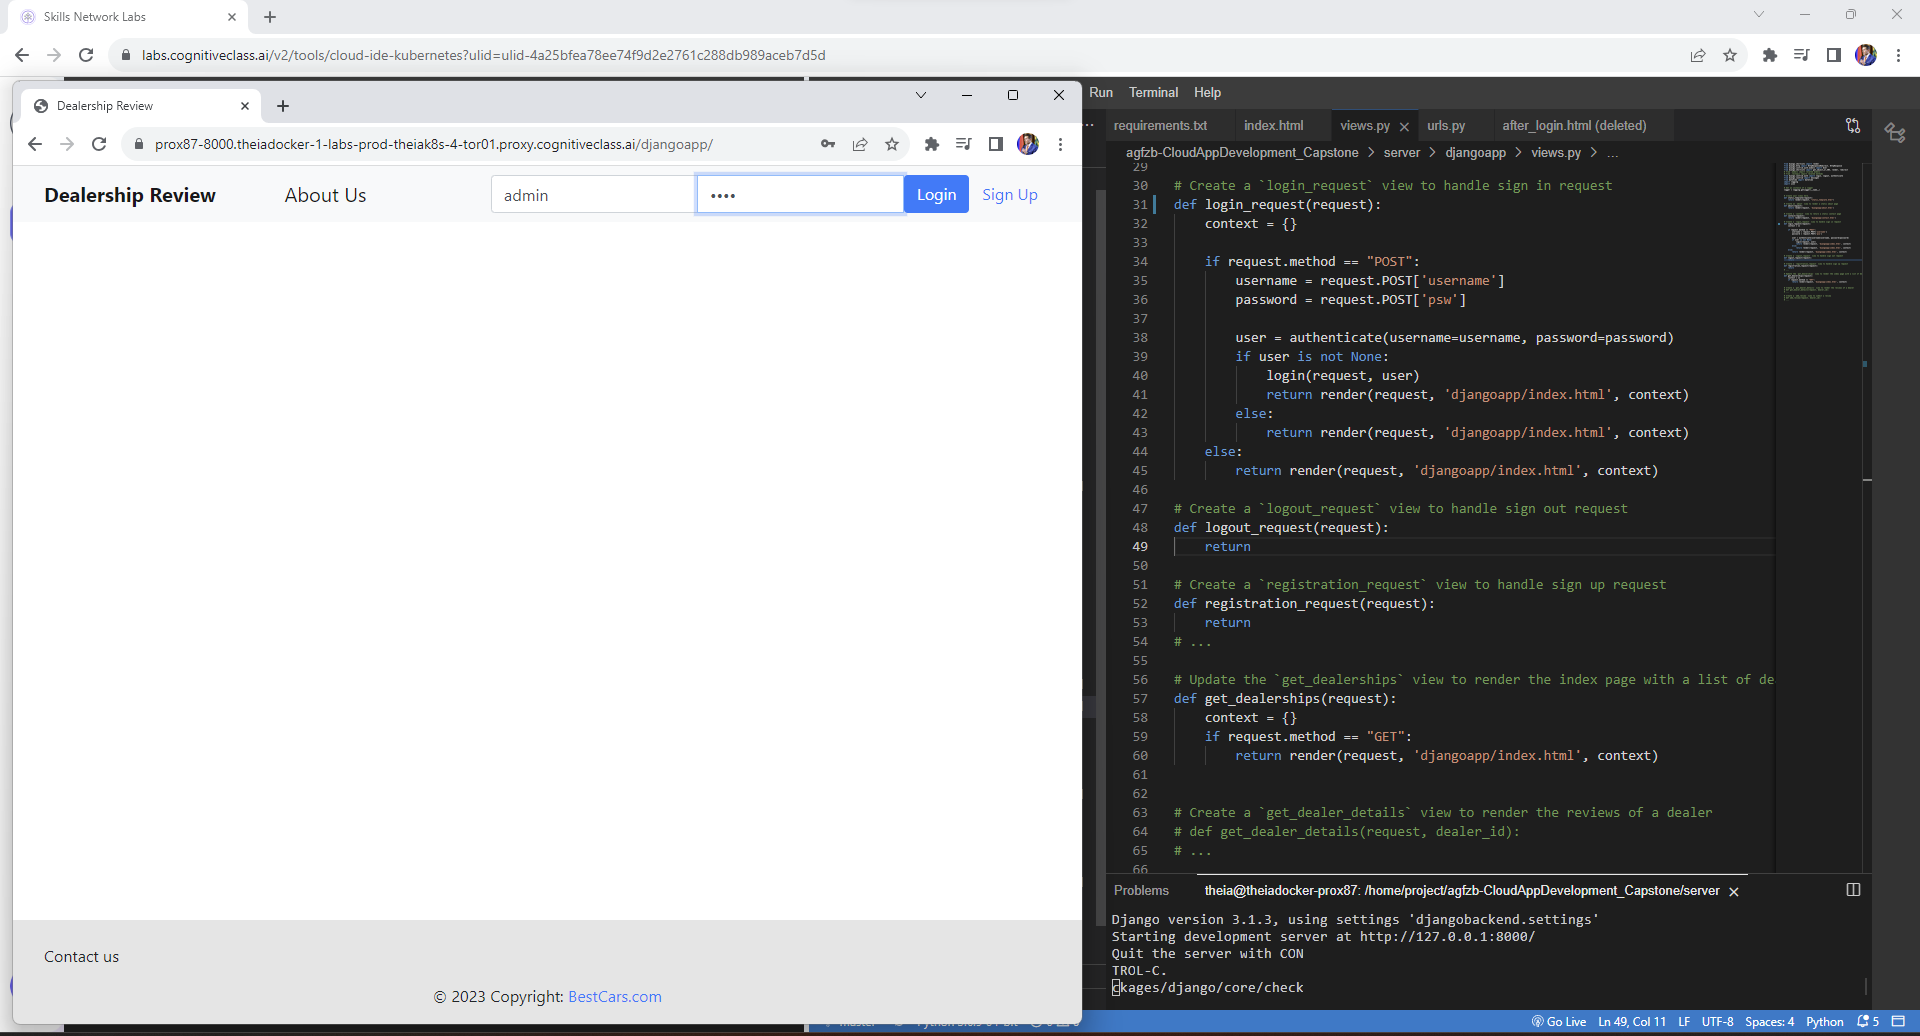 Skills Network Labs
labs.cognitiveclass.ai/v2/tools/cloud-ide-kubernetes?ulid=ulid-4a25bfea78ee74f9d2e2761c288db989aceb7d5d
Dealership Review
prox87-8000.theiadocker-1-labs-prod-theiak8s-4-tor01.proxy.cognitiveclass.ai/djangoapp/
Dealership Review About Us admin •••• Login Sign Up
Contact us
© 2023 Copyright: BestCars.com
Run Terminal Help
requirements.txt index.html views.py urls.py after_login.html (deleted)
agfzb-CloudAppDevelopment_Capstone > server > djangoapp > views.py > ...
29
30 # Create a `login_request` view to handle sign in request
31 def login_request(request):
32 context = {}
33
34 if request.method == "POST":
35 username = request.POST['username']
36 password = request.POST['psw']
37
38 user = authenticate(username=username, password=password)
39 if user is not None:
40 login(request, user)
41 return render(request, 'djangoapp/index.html', context)
42 else:
43 return render(request, 'djangoapp/index.html', context)
44 else:
45 return render(request, 'djangoapp/index.html', context)
46
47 # Create a `logout_request` view to handle sign out request
48 def logout_request(request):
49 return
50
51 # Create a `registration_request` view to handle sign up request
52 def registration_request(request):
53 return
54 # ...
55
56 # Update the `get_dealerships` view to render the index page with a list of de
57 def get_dealerships(request):
58 context = {}
59 if request.method == "GET":
60 return render(request, 'djangoapp/index.html', context)
61
62
63 # Create a `get_dealer_details` view to render the reviews of a dealer
64 # def get_dealer_details(request, dealer_id):
65 # ...
66
Problems theia@theiadocker-prox87: /home/project/agfzb-CloudAppDevelopment_Capstone/server
Django version 3.1.3, using settings 'djangobackend.settings'
Starting development server at http://127.0.0.1:8000/
Quit the server with CON
TROL-C.
ckages/django/core/check
Go Live Ln 49, Col 11 LF UTF-8 Spaces: 4 Python 5